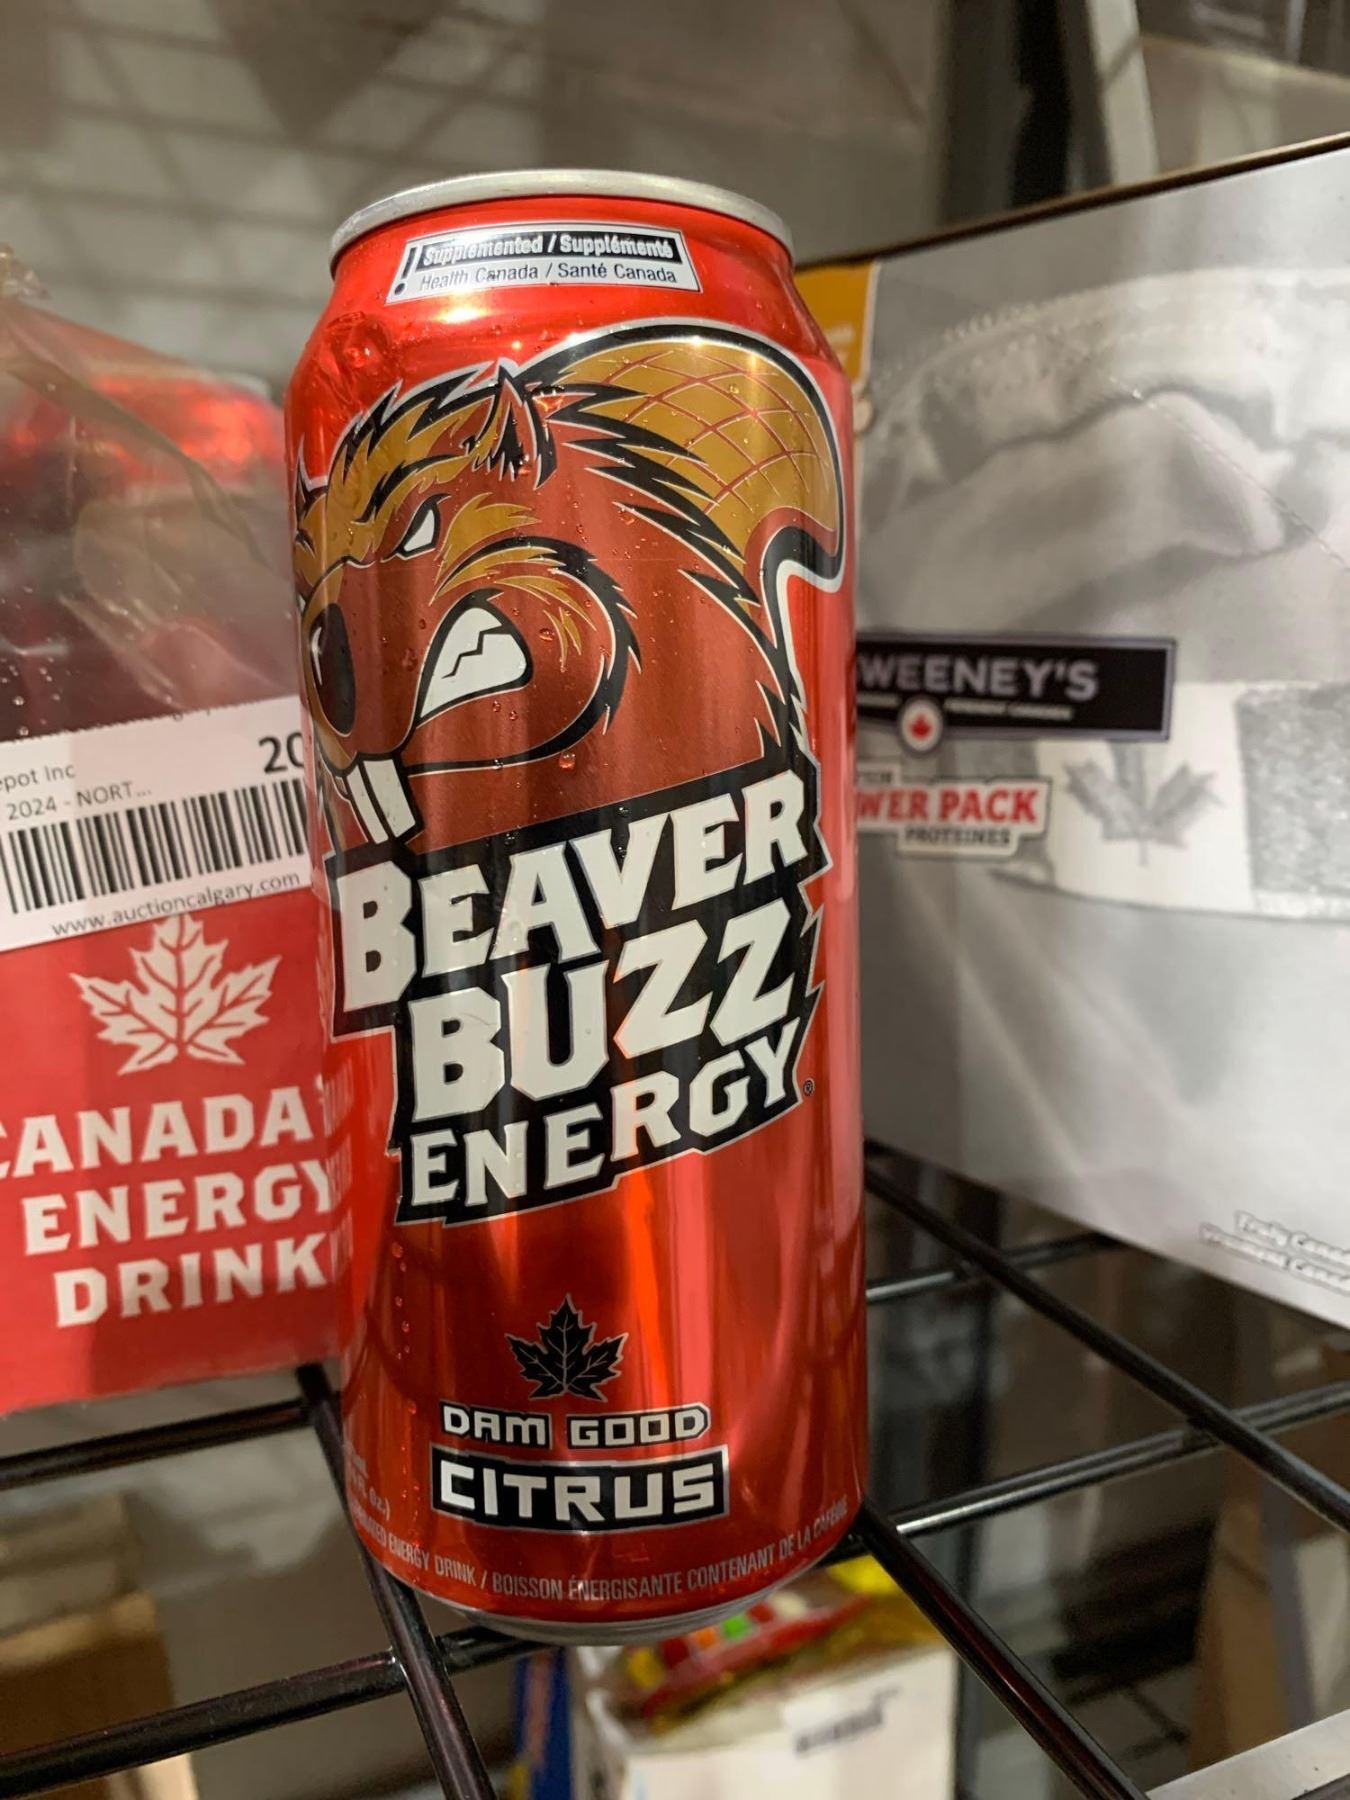 Supplemented / Supplémenté
Health Canada / Santé Canada
BEAVER
BUZZ
ENERGY
®
DAM GOOD
CITRUS
ENERGY DRINK / BOISSON ÉNERGISANTE CONTENANT DE LA CAFÉINE
20
2024 - NORT...
www.auctioncalgary.com
CANADA'
ENERGY
DRINK
WEENEY'S
WER PACK
PROTEINES